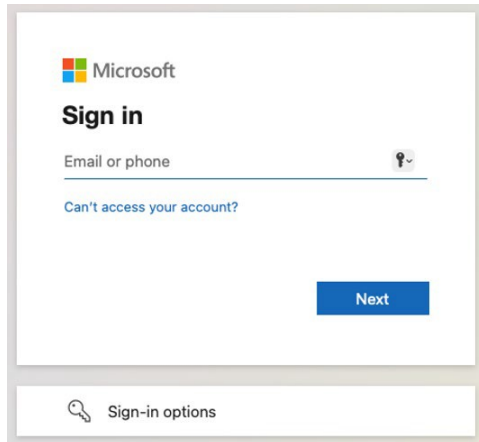 Microsoft
Sign in
Email or phone
Can't access your account?
Next
Sign-in options